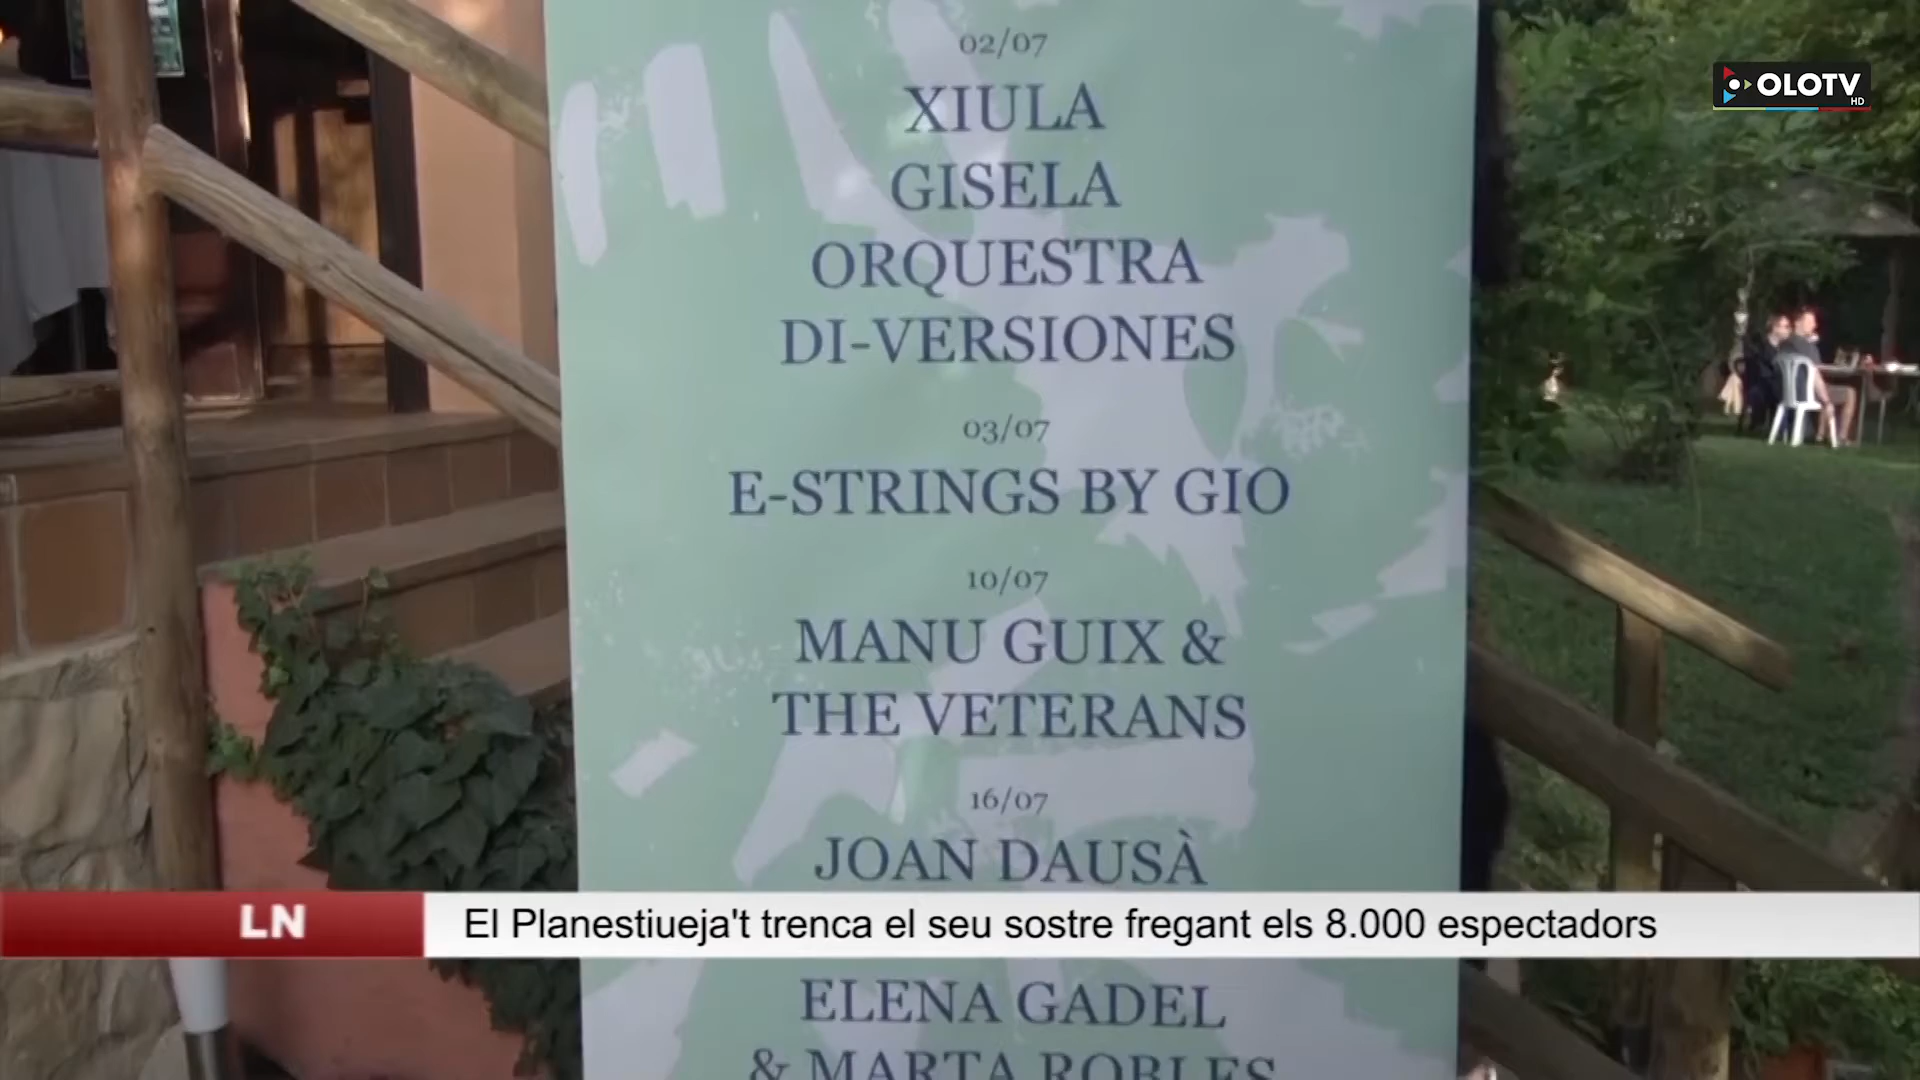 02/07
XIULA
GISELA
ORQUESTRA
DI-VERSIONES
03/07
E-STRINGS BY GIO
10/07
MANU GUIX &
THE VETERANS
16/07
JOAN DAUSÀ
ELENA GADEL
& MARTA ROBLES
OLOTV
HD
LN
El Planestiueja't trenca el seu sostre fregant els 8.000 espectadors